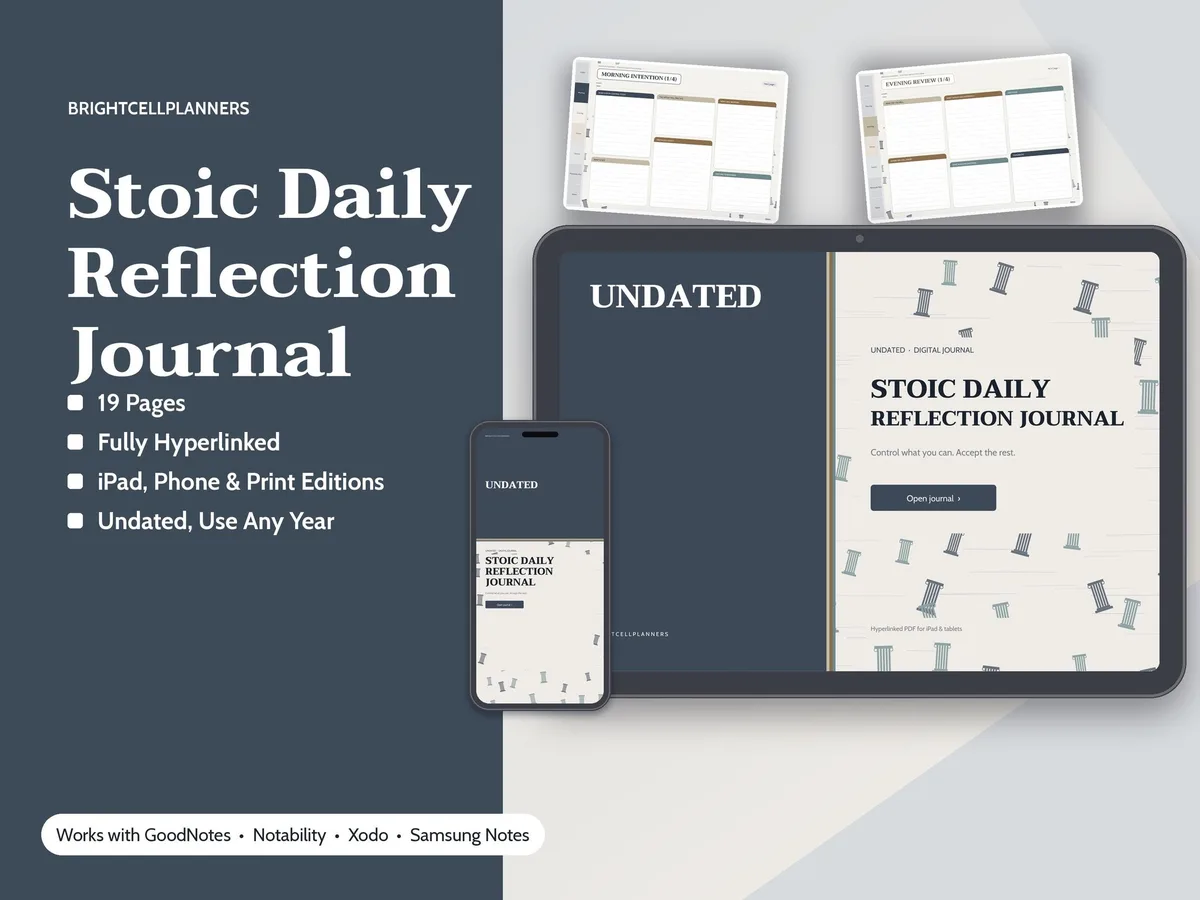 BRIGHTCELLPLANNERS
Stoic Daily
Reflection
Journal
19 Pages
Fully Hyperlinked
iPad, Phone & Print Editions
Undated, Use Any Year
Works with GoodNotes • Notability • Xodo • Samsung Notes
MORNING INTENTION (1/4)
EVENING REVIEW (1/4)
UNDATED
TCELLPLANNERS
UNDATED · DIGITAL JOURNAL
STOIC DAILY
REFLECTION JOURNAL
Control what you can. Accept the rest.
Open journal ›
Hyperlinked PDF for iPad & tablets
UNDATED
STOIC DAILY
REFLECTION
JOURNAL